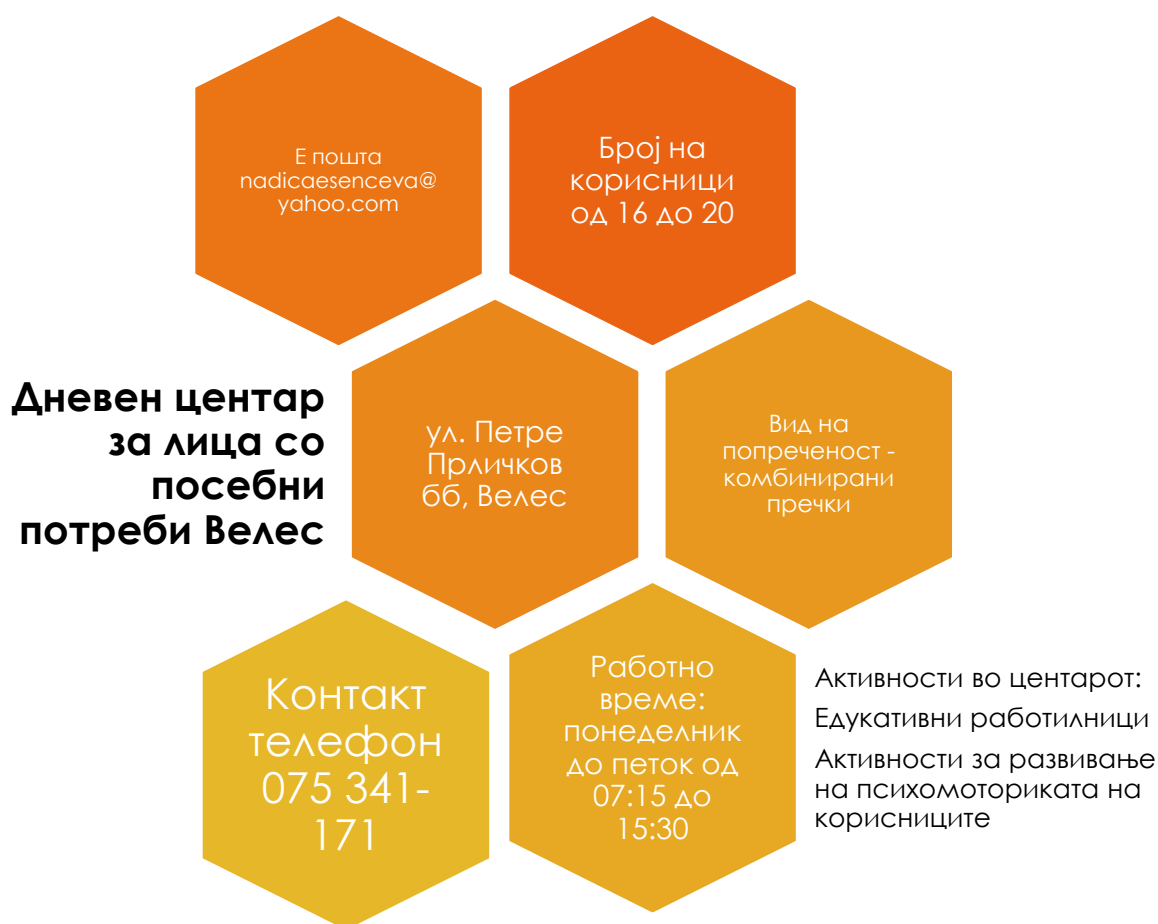 Е пошта
nadicaesenceva@
yahoo.com
Број на
корисници
од 16 до 20
Дневен центар
за лица со
посебни
потреби Велес
ул. Петре
Прличков
бб, Велес
Вид на
попреченост -
комбинирани
пречки
Контакт
телефон
075 341-
171
Работно
време:
понеделник
до петок од
07:15 до
15:30
Активности во центарот:
Едукативни работилници
Активности за развивање
на психомоториката на
корисниците